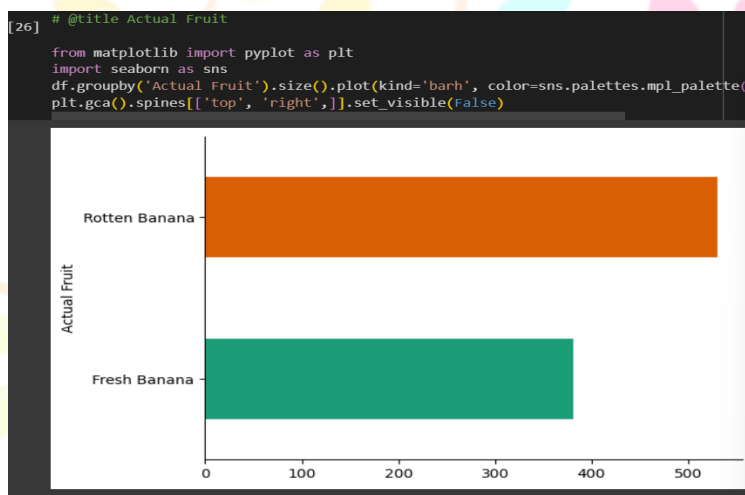 [26]
# @title Actual Fruit
from matplotlib import pyplot as plt
import seaborn as sns
df.groupby('Actual Fruit').size().plot(kind='barh', color=sns.palettes.mpl_palette(
plt.gca().spines[['top', 'right',]].set_visible(False)
Rotten Banana
Actual Fruit
Fresh Banana
0 100 200 300 400 500